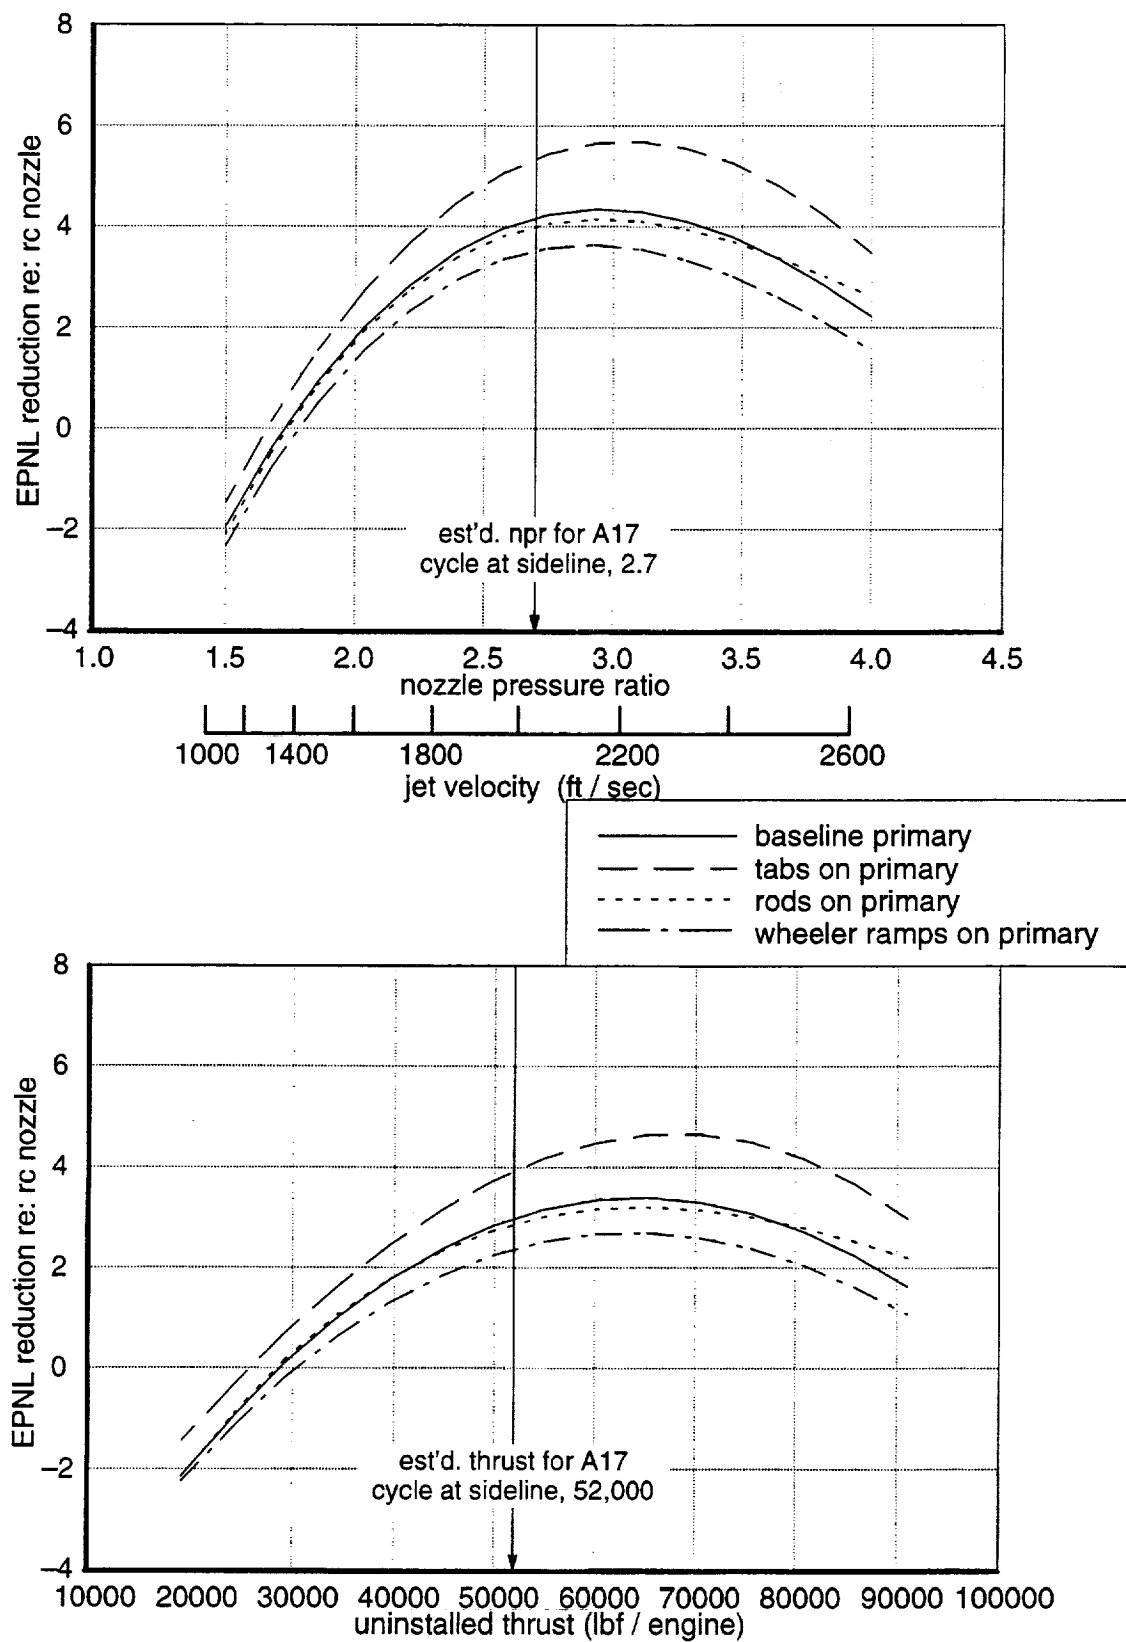 8
6
4
2
0
−2
−4
EPNL reduction re: rc nozzle
est'd. npr for A17
cycle at sideline, 2.7
1.0 1.5 2.0 2.5 3.0 3.5 4.0 4.5
nozzle pressure ratio
1000 1400 1800 2200 2600
jet velocity (ft / sec)
baseline primary
tabs on primary
rods on primary
wheeler ramps on primary
8
6
4
2
0
−2
−4
EPNL reduction re: rc nozzle
est'd. thrust for A17
cycle at sideline, 52,000
10000 20000 30000 40000 50000 60000 70000 80000 90000 100000
uninstalled thrust (lbf / engine)